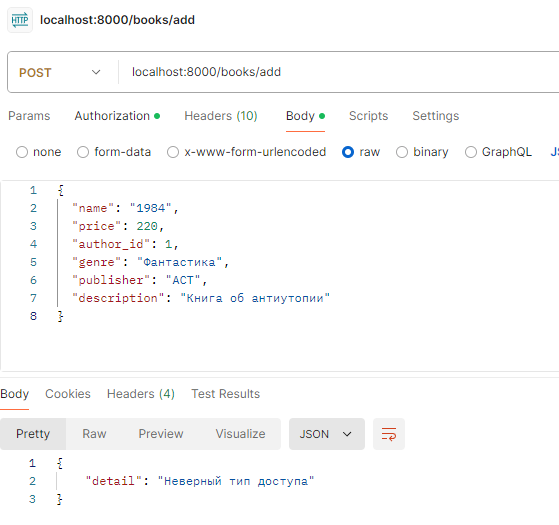 HTTP localhost:8000/books/add
POST localhost:8000/books/add
Params Authorization Headers (10) Body Scripts Settings
none form-data x-www-form-urlencoded raw binary GraphQL JS
1 {
2 "name": "1984",
3 "price": 220,
4 "author_id": 1,
5 "genre": "Фантастика",
6 "publisher": "АСТ",
7 "description": "Книга об антиутопии"
8 }
Body Cookies Headers (4) Test Results
Pretty Raw Preview Visualize JSON
1 {
2 "detail": "Неверный тип доступа"
3 }